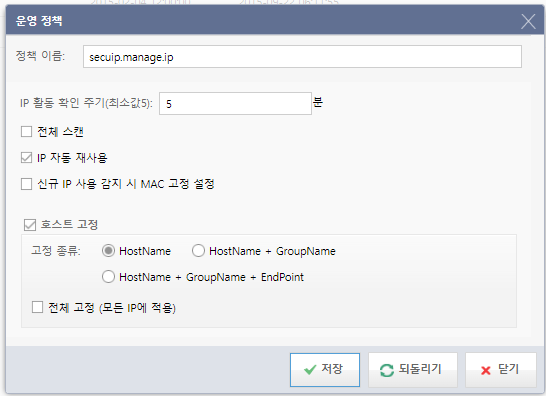 운영 정책
정책 이름: secuip.manage.ip
IP 활동 확인 주기(최소값5): 5 분
전체 스캔
IP 자동 재사용
신규 IP 사용 감지 시 MAC 고정 설정
호스트 고정
고정 종류: HostName HostName + GroupName
HostName + GroupName + EndPoint
전체 고정 (모든 IP에 적용)
저장 되돌리기 닫기